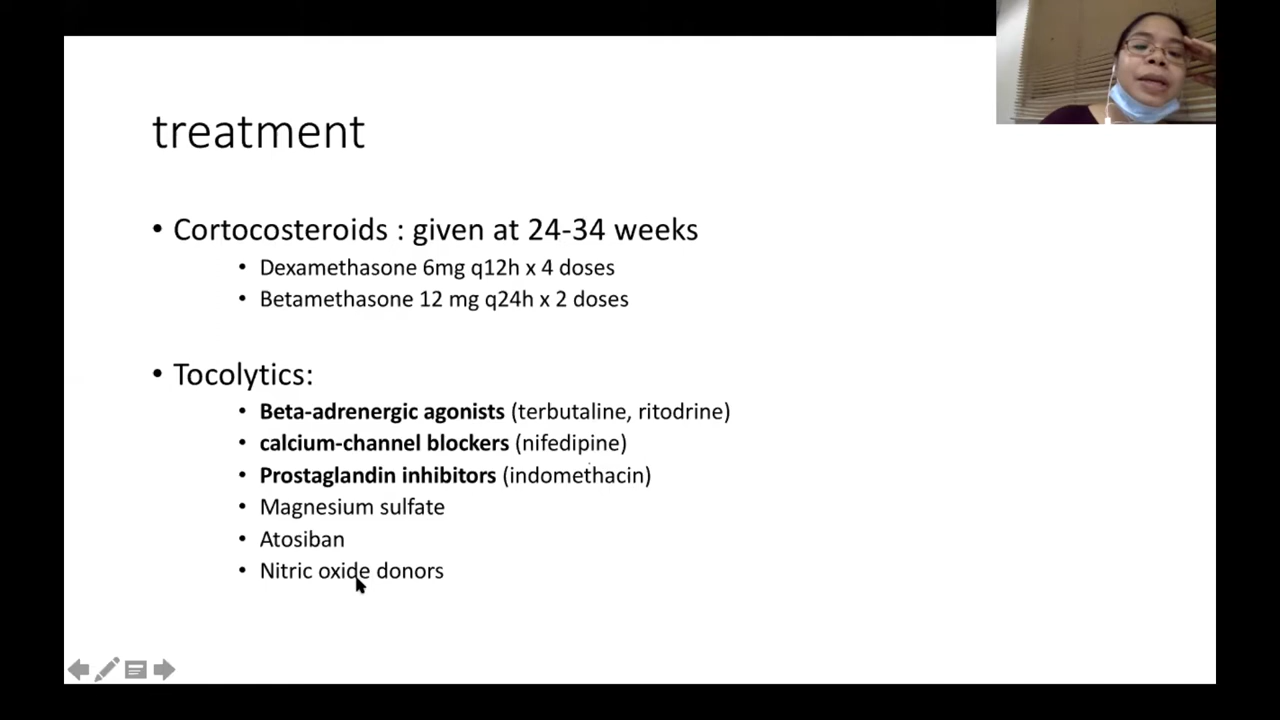 treatment
• Cortocosteroids : given at 24-34 weeks
• Dexamethasone 6mg q12h x 4 doses
• Betamethasone 12 mg q24h x 2 doses
• Tocolytics:
• Beta-adrenergic agonists (terbutaline, ritodrine)
• calcium-channel blockers (nifedipine)
• Prostaglandin inhibitors (indomethacin)
• Magnesium sulfate
• Atosiban
• Nitric oxide donors